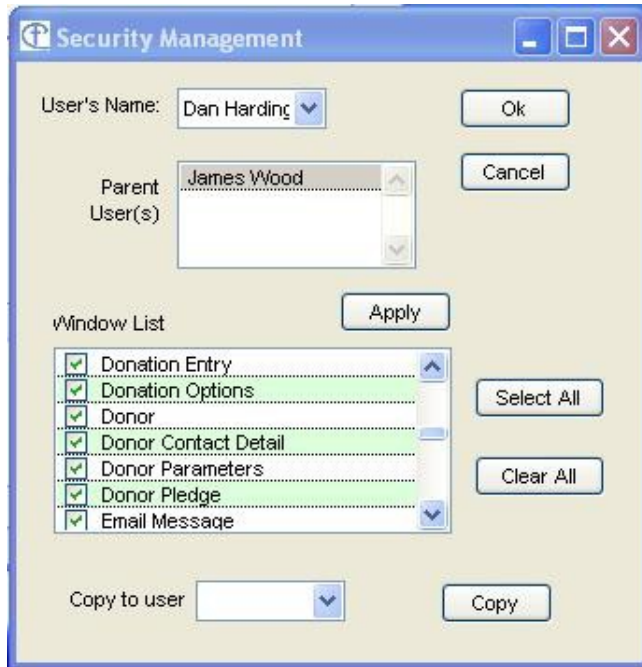 Security Management
User's Name:
Dan Harding
Ok
Cancel
Parent
User(s)
James Wood
Apply
Window List
Donation Entry
Donation Options
Donor
Donor Contact Detail
Donor Parameters
Donor Pledge
Email Message
Select All
Clear All
Copy to user
Copy